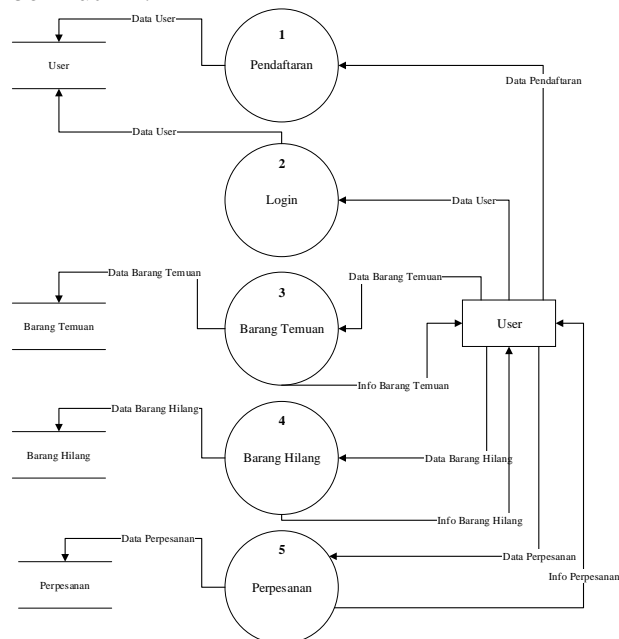 Data User
1
User
Pendaftaran
Data Pendaftaran
Data User
2
Login
Data User
Data Barang Temuan
3
Data Barang Temuan
Barang Temuan
Barang Temuan
User
Info Barang Temuan
Data Barang Hilang
4
Barang Hilang
Barang Hilang
Data Barang Hilang
Info Barang Hilang
Data Perpesanan
5
Data Perpesanan
Info Perpesanan
Perpesanan
Perpesanan